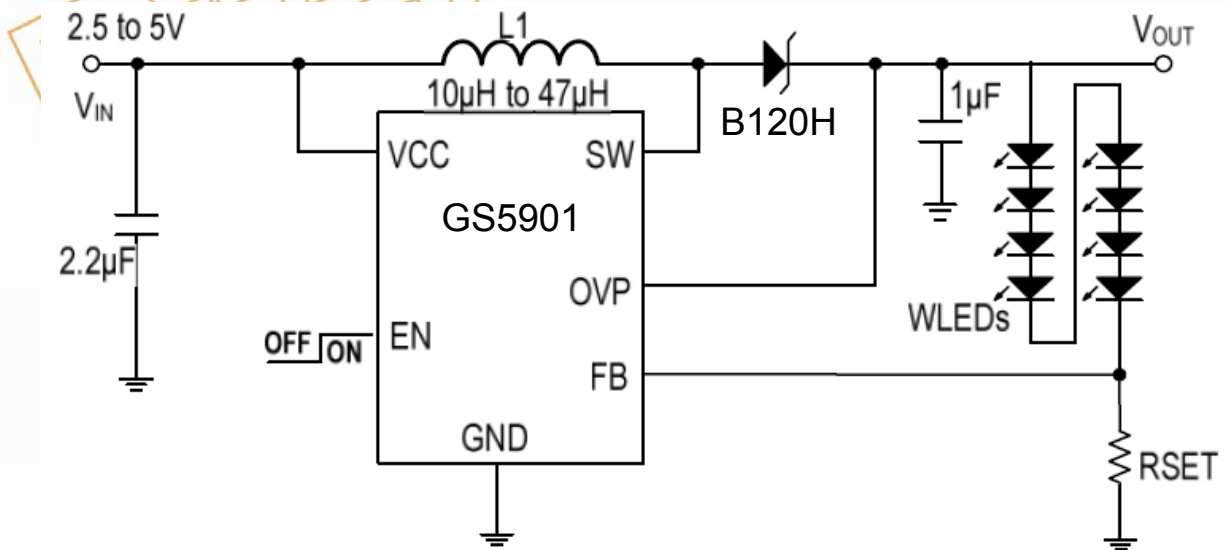 2.5 to 5V
L1
VOUT
VIN
10µH to 47µH
B120H
1µF
VCC
SW
GS5901
2.2µF
OVP
WLEDs
OFF
ON
EN
FB
GND
RSET